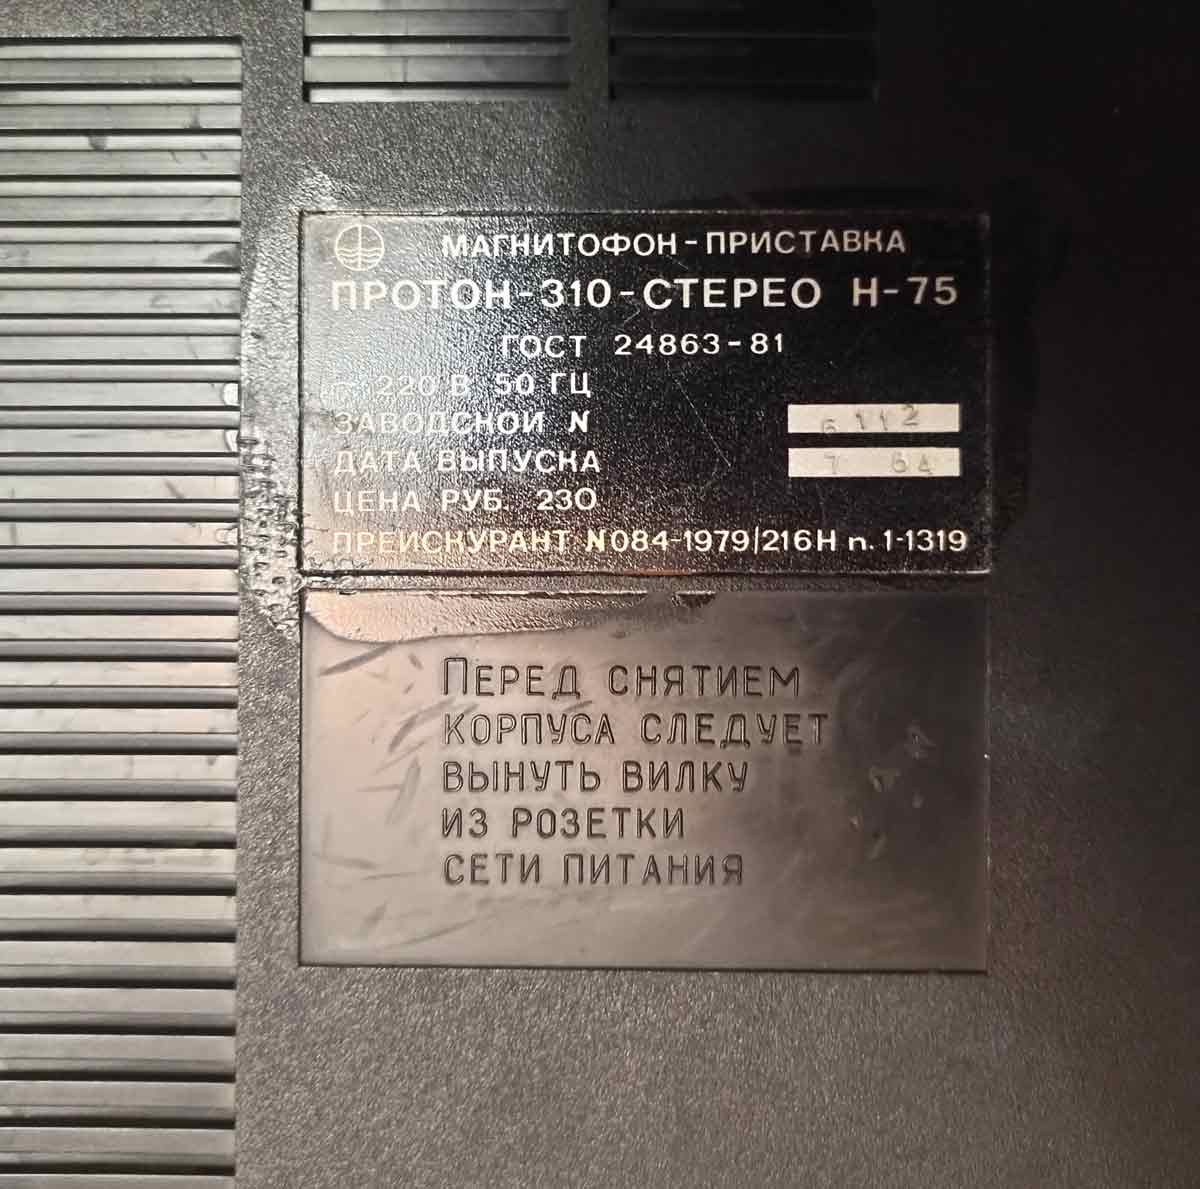 МАГНИТОФОН-ПРИСТАВКА
ПРОТОН-310-СТЕРЕО Н-75
ГОСТ 24863-81
~ 220 В 50 ГЦ
ЗАВОДСКОЙ N 6112
ДАТА ВЫПУСКА 7
ЦЕНА РУБ. 230
ПРЕЙСКУРАНТ N084-1979/216Н п. 1-1319
ПЕРЕД СНЯТИЕМ
КОРПУСА СЛЕДУЕТ
ВЫНУТЬ ВИЛКУ
ИЗ РОЗЕТКИ
СЕТИ ПИТАНИЯ